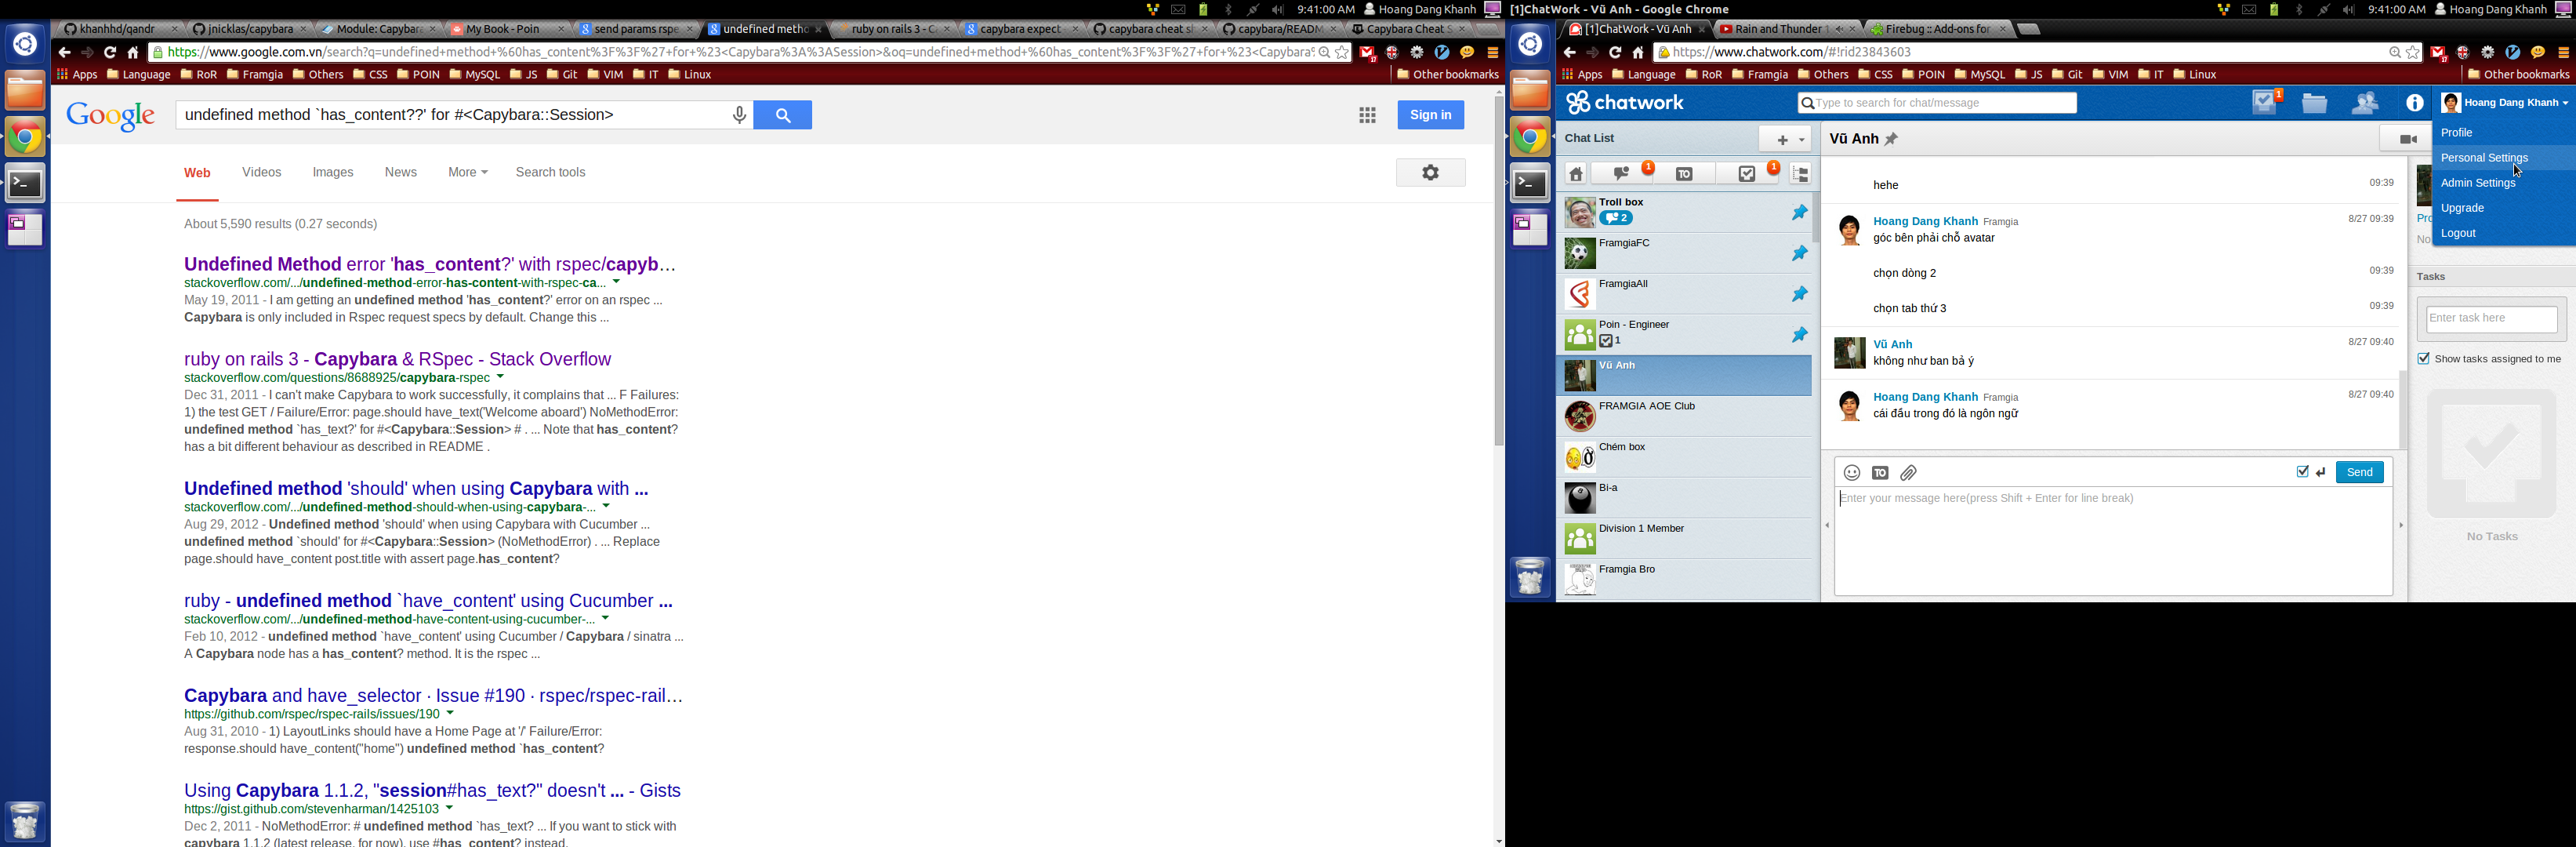 9:41:00 AM Hoang Dang Khanh
khanhhd/qandr
jnicklas/capybara
Module: Capybara
My Book - Poin
send params rspe
undefined metho
ruby on rails 3 - C
capybara expect
capybara cheat sh
capybara/READM
Capybara Cheat S
https://www.google.com.vn/search?q=undefined+method+%60has_content%3F%3F%27+for+%23<Capybara%3A%3ASession>&oq=undefined+method+%60has_content%3F%3F%27+for+%23<Capybara%
Apps Language RoR Framgia Others CSS POIN MySQL JS Git VIM IT Linux Other bookmarks
Google
undefined method `has_content??' for #<Capybara::Session>
Sign in
Web Videos Images News More Search tools
About 5,590 results (0.27 seconds)
Undefined Method error 'has_content?' with rspec/capyb...
stackoverflow.com/.../undefined-method-error-has-content-with-rspec-ca...
May 19, 2011 - I am getting an undefined method 'has_content?' error on an rspec ...
Capybara is only included in Rspec request specs by default. Change this ...
ruby on rails 3 - Capybara & RSpec - Stack Overflow
stackoverflow.com/questions/8688925/capybara-rspec
Dec 31, 2011 - I can't make Capybara to work successfully, it complains that ... F Failures:
1) the test GET / Failure/Error: page.should have_text('Welcome aboard') NoMethodError:
undefined method `has_text?' for #<Capybara::Session> # . ... Note that has_content?
has a bit different behaviour as described in README .
Undefined method 'should' when using Capybara with ...
stackoverflow.com/.../undefined-method-should-when-using-capybara-...
Aug 29, 2012 - Undefined method 'should' when using Capybara with Cucumber ...
undefined method `should' for #<Capybara::Session> (NoMethodError) . ... Replace
page.should have_content post.title with assert page.has_content?
ruby - undefined method `have_content' using Cucumber ...
stackoverflow.com/.../undefined-method-have-content-using-cucumber-...
Feb 10, 2012 - undefined method `have_content' using Cucumber / Capybara / sinatra ...
A Capybara node has a has_content? method. It is the rspec ...
Capybara and have_selector · Issue #190 · rspec/rspec-rail...
https://github.com/rspec/rspec-rails/issues/190
Aug 31, 2010 - 1) LayoutLinks should have a Home Page at '/' Failure/Error:
response.should have_content("home") undefined method `has_content?
Using Capybara 1.1.2, "session#has_text?" doesn't ... - Gists
https://gist.github.com/stevenharman/1425103
Dec 2, 2011 - NoMethodError: # undefined method `has_text? ... If you want to stick with
capybara 1.1.2 (latest release, for now), use #has_content? instead.
[1]ChatWork - Vũ Anh - Google Chrome
9:41:00 AM Hoang Dang Khanh
[1]ChatWork - Vũ Anh
Rain and Thunder
Firebug :: Add-ons for
https://www.chatwork.com/#!rid23843603
Apps Language RoR Framgia Others CSS POIN MySQL JS Git VIM IT Linux Other bookmarks
chatwork
Type to search for chat/message
1
Hoang Dang Khanh
Profile
Personal Settings
Admin Settings
Upgrade
Logout
Chat List
1
TO
1
Troll box
2
FramgiaFC
FramgiaAll
Poin - Engineer
1
Vũ Anh
FRAMGIA AOE Club
Chém box
Bi-a
Division 1 Member
Framgia Bro
Vũ Anh
hehe 09:39
Hoang Dang Khanh Framgia 8/27 09:39
góc bên phải chỗ avatar
chọn dòng 2 09:39
chọn tab thứ 3 09:39
Vũ Anh 8/27 09:40
không như ban bả ý
Hoang Dang Khanh Framgia 8/27 09:40
cái đầu trong đó là ngôn ngữ
TO
Send
Enter your message here(press Shift + Enter for line break)
Pro
No
Tasks
Enter task here
Show tasks assigned to me
No Tasks